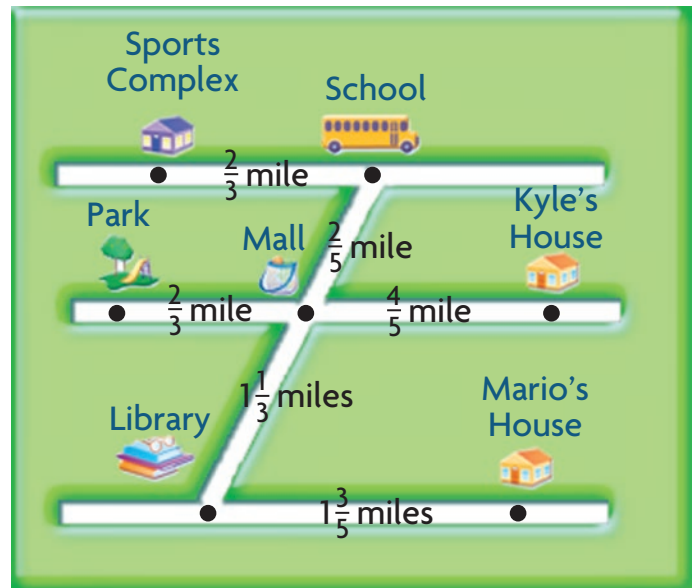 Sports
Complex
School
2/3 mile
Park
Mall
2/5 mile
Kyle's
House
2/3 mile
4/5 mile
1 1/3 miles
Library
Mario's
House
1 3/5 miles